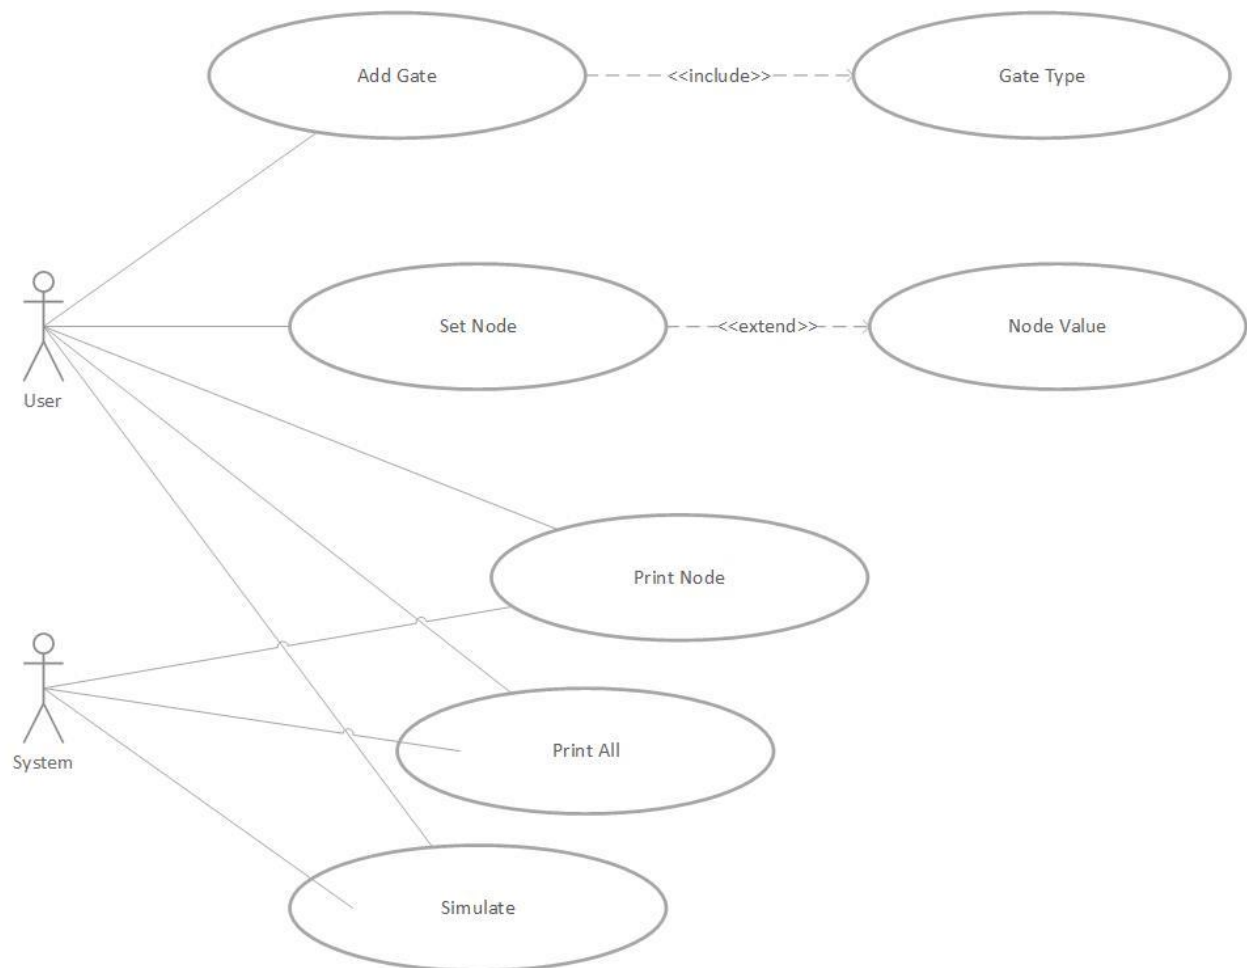 Add Gate
<<include>>
Gate Type
Set Node
<<extend>>
Node Value
User
Print Node
System
Print All
Simulate